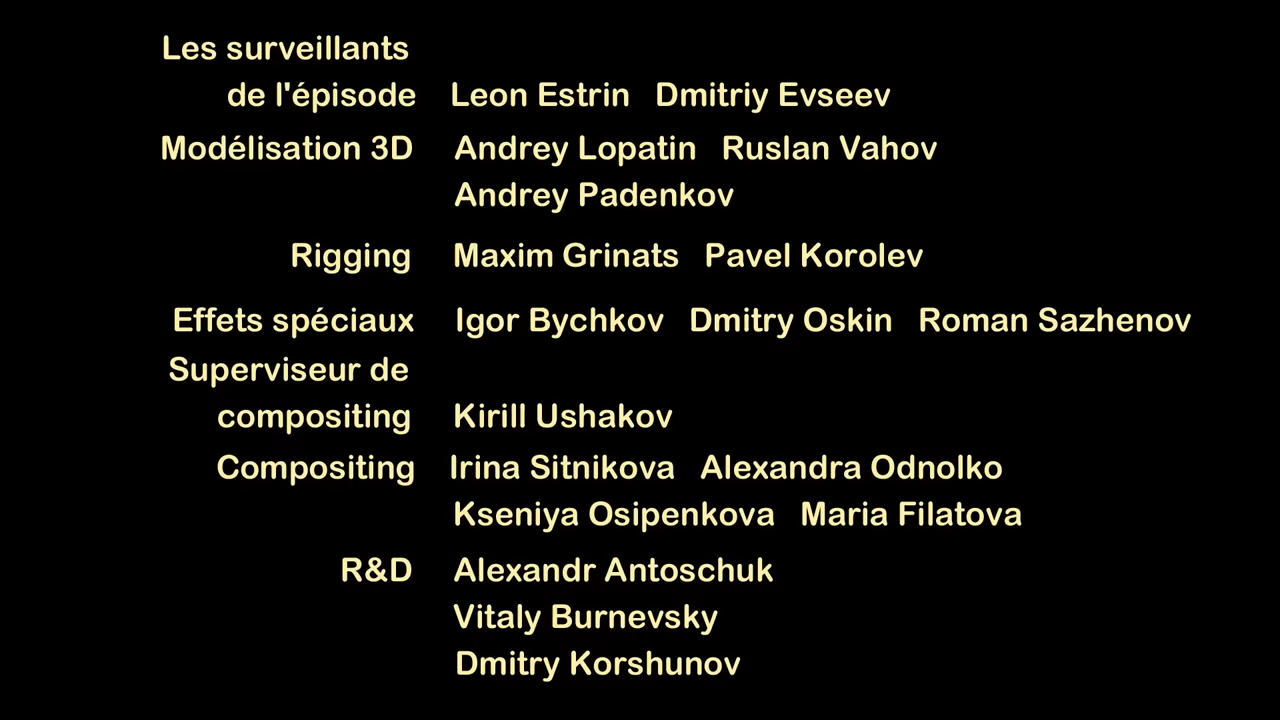 Les surveillants
de l'épisode Leon Estrin Dmitriy Evseev
Modélisation 3D Andrey Lopatin Ruslan Vahov
Andrey Padenkov
Rigging Maxim Grinats Pavel Korolev
Effets spéciaux Igor Bychkov Dmitry Oskin Roman Sazhenov
Superviseur de
compositing Kirill Ushakov
Compositing Irina Sitnikova Alexandra Odnolko
Kseniya Osipenkova Maria Filatova
R&D Alexandr Antoschuk
Vitaly Burnevsky
Dmitry Korshunov